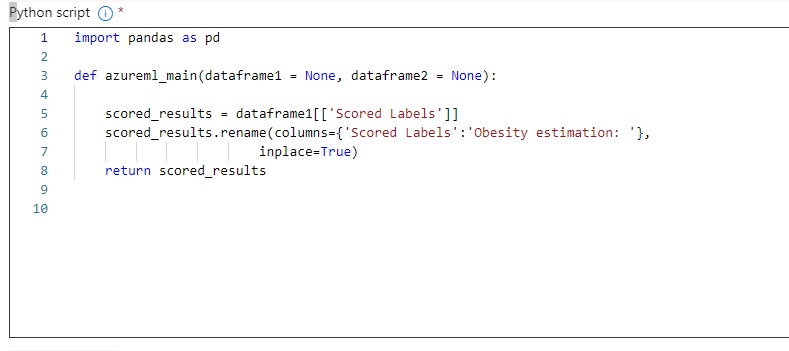 Python script ⓘ *
1 import pandas as pd
2
3 def azureml_main(dataframe1 = None, dataframe2 = None):
4
5 scored_results = dataframe1[['Scored Labels']]
6 scored_results.rename(columns={'Scored Labels':'Obesity estimation: '},
7 inplace=True)
8 return scored_results
9
10